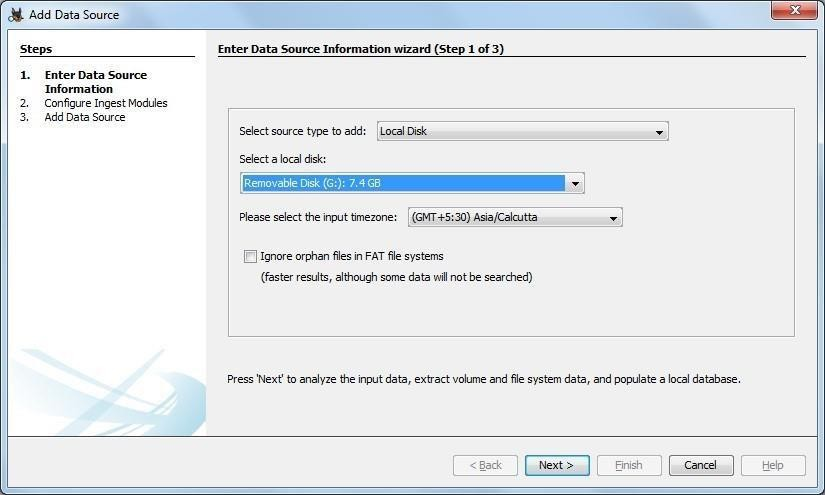 Add Data Source
Steps
1. Enter Data Source
Information
2. Configure Ingest Modules
3. Add Data Source
Enter Data Source Information wizard (Step 1 of 3)
Select source type to add: Local Disk
Select a local disk:
Removable Disk (G:): 7.4 GB
Please select the input timezone: (GMT+5:30) Asia/Calcutta
Ignore orphan files in FAT file systems
(faster results, although some data will not be searched)
Press 'Next' to analyze the input data, extract volume and file system data, and populate a local database.
< Back Next > Finish Cancel Help